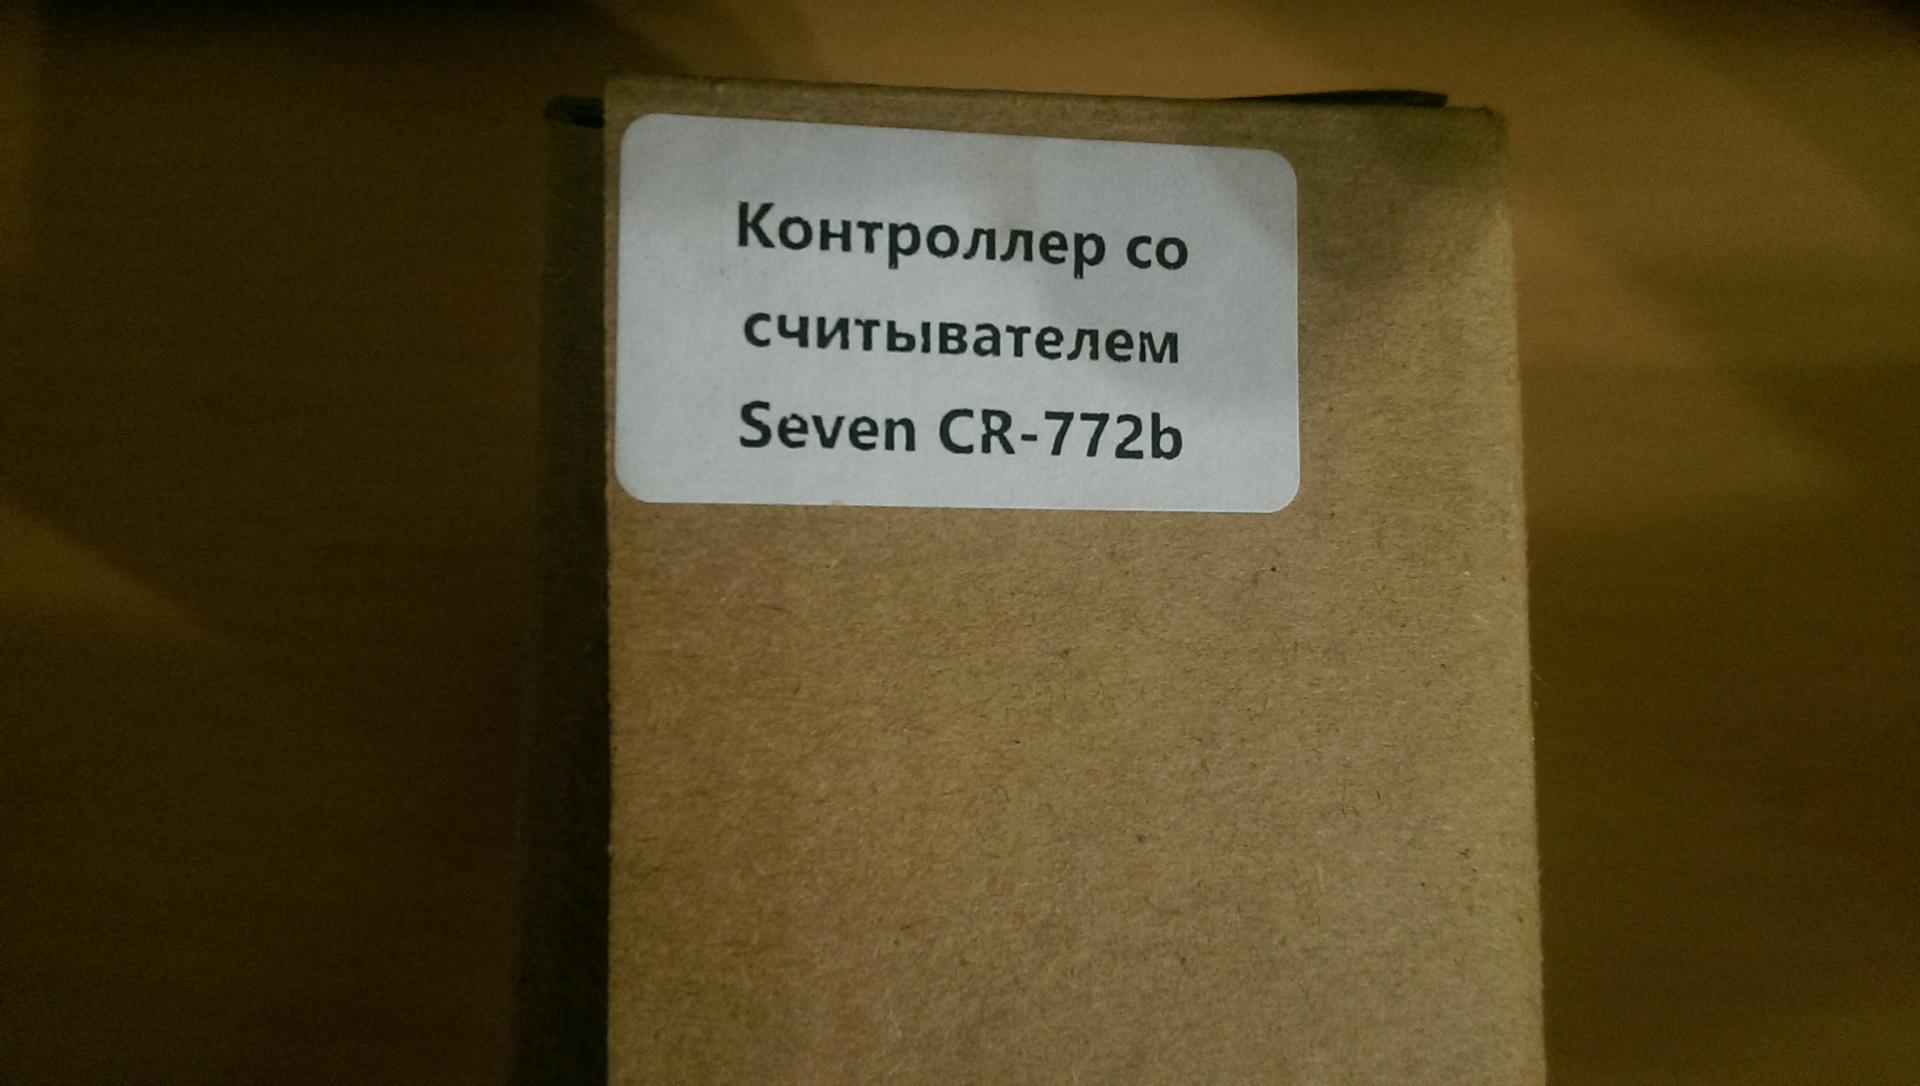 Контроллер со
считывателем
Seven CR-772b